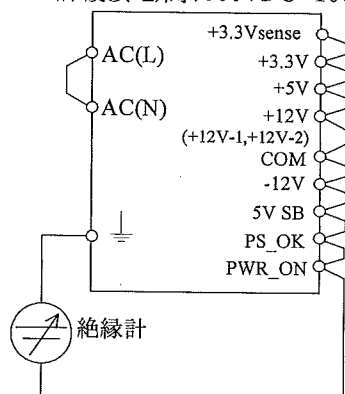 +3.3Vsense
AC(L)
+3.3V
+5V
AC(N)
+12V
(+12V-1,+12V-2)
COM
-12V
5V SB
PS_OK
PWR_ON
絶縁計